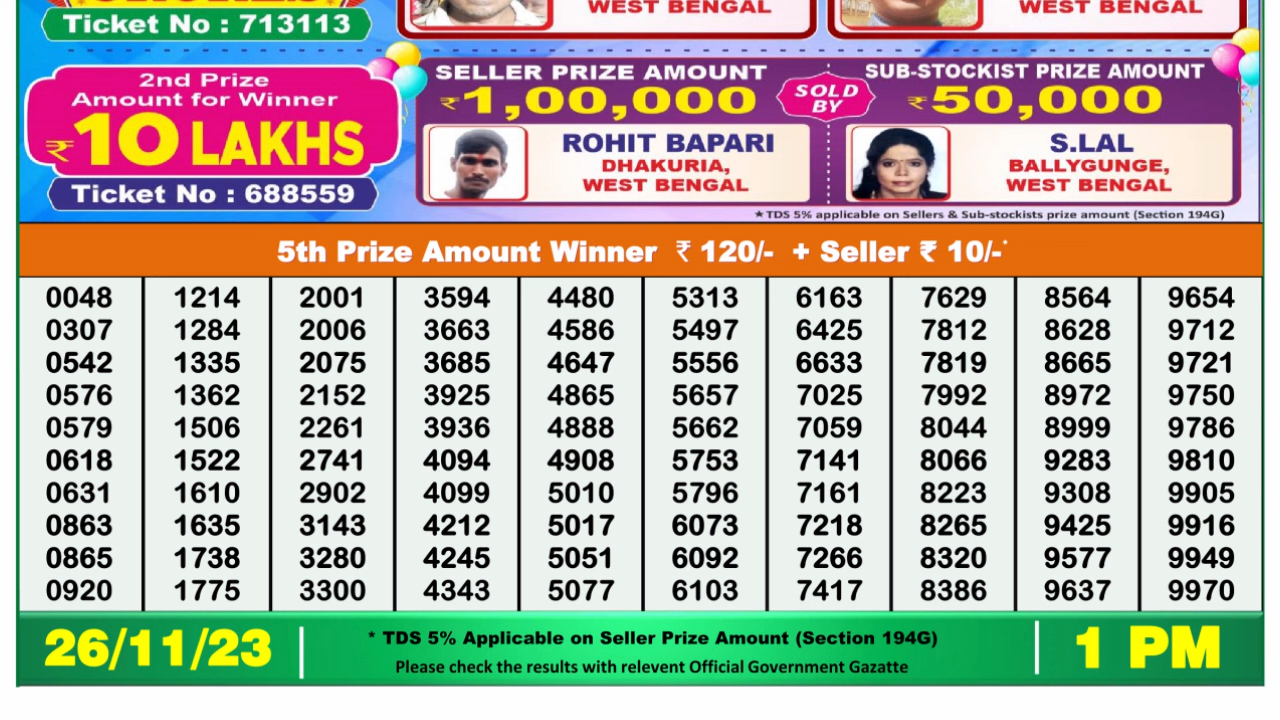 Ticket No : 713113
WEST BENGAL
WEST BENGAL
2nd Prize
Amount for Winner
₹10 LAKHS
Ticket No : 688559
SELLER PRIZE AMOUNT
₹1,00,000
SOLD
BY
SUB-STOCKIST PRIZE AMOUNT
₹50,000
ROHIT BAPARI
DHAKURIA,
WEST BENGAL
S.LAL
BALLYGUNGE,
WEST BENGAL
★TDS 5% applicable on Sellers & Sub-stockists prize amount (Section 194G)
5th Prize Amount Winner ₹ 120/- + Seller ₹ 10/-*
0048 1214 2001 3594 4480 5313 6163 7629 8564 9654
0307 1284 2006 3663 4586 5497 6425 7812 8628 9712
0542 1335 2075 3685 4647 5556 6633 7819 8665 9721
0576 1362 2152 3925 4865 5657 7025 7992 8972 9750
0579 1506 2261 3936 4888 5662 7059 8044 8999 9786
0618 1522 2741 4094 4908 5753 7141 8066 9283 9810
0631 1610 2902 4099 5010 5796 7161 8223 9308 9905
0863 1635 3143 4212 5017 6073 7218 8265 9425 9916
0865 1738 3280 4245 5051 6092 7266 8320 9577 9949
0920 1775 3300 4343 5077 6103 7417 8386 9637 9970
26/11/23
* TDS 5% Applicable on Seller Prize Amount (Section 194G)
Please check the results with relevent Official Government Gazatte
1 PM